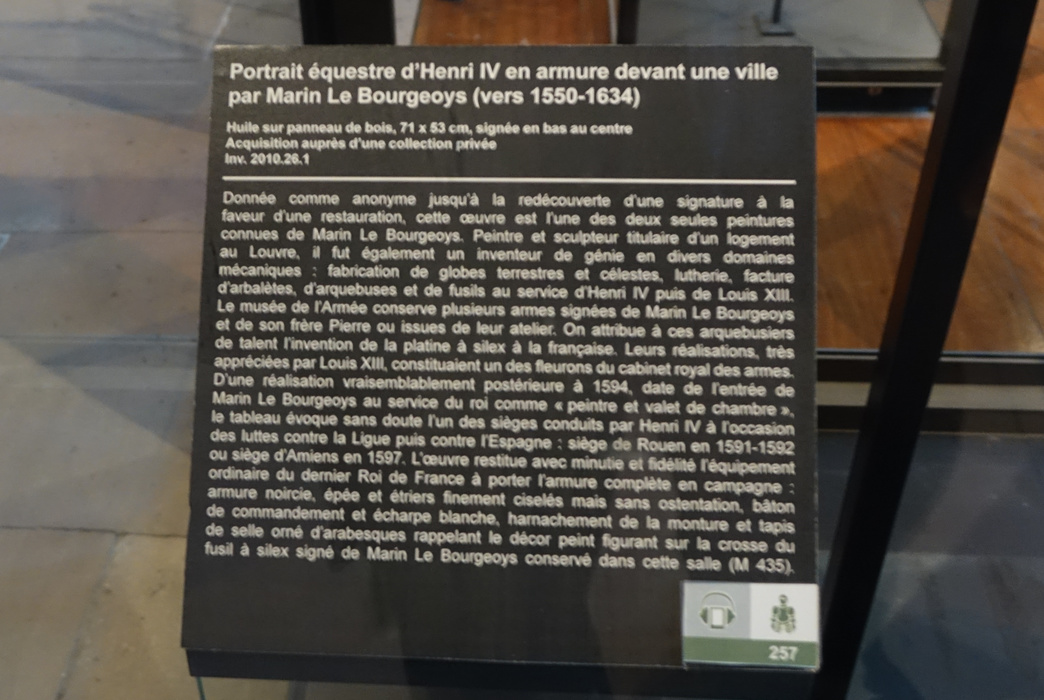 Portrait équestre d'Henri IV en armure devant une ville
par Marin Le Bourgeoys (vers 1550-1634)
Huile sur panneau de bois, 71 x 53 cm, signée en bas au centre
Acquisition auprès d'une collection privée
Inv. 2010.26.1
Donnée comme anonyme jusqu'à la redécouverte d'une signature à la
faveur d'une restauration, cette œuvre est l'une des deux seules peintures
connues de Marin Le Bourgeoys. Peintre et sculpteur titulaire d'un logement
au Louvre, il fut également un inventeur de génie en divers domaines
mécaniques : fabrication de globes terrestres et célestes, lutherie, facture
d'arbalètes, d'arquebuses et de fusils au service d'Henri IV puis de Louis XIII.
Le musée de l'Armée conserve plusieurs armes signées de Marin Le Bourgeoys
et de son frère Pierre ou issues de leur atelier. On attribue à ces arquebusiers
de talent l'invention de la platine à silex à la française. Leurs réalisations, très
appréciées par Louis XIII, constituaient un des fleurons du cabinet royal des armes.
D'une réalisation vraisemblablement postérieure à 1594, date de l'entrée de
Marin Le Bourgeoys au service du roi comme « peintre et valet de chambre »,
le tableau évoque sans doute l'un des sièges conduits par Henri IV à l'occasion
des luttes contre la Ligue puis contre l'Espagne : siège de Rouen en 1591-1592
ou siège d'Amiens en 1597. L'œuvre restitue avec minutie et fidélité l'équipement
ordinaire du dernier Roi de France à porter l'armure complète en campagne :
armure noircie, épée et étriers finement ciselés mais sans ostentation, bâton
de commandement et écharpe blanche, harnachement de la monture et tapis
de selle orné d'arabesques rappelant le décor peint figurant sur la crosse du
fusil à silex signé de Marin Le Bourgeoys conservé dans cette salle (M 435).
257